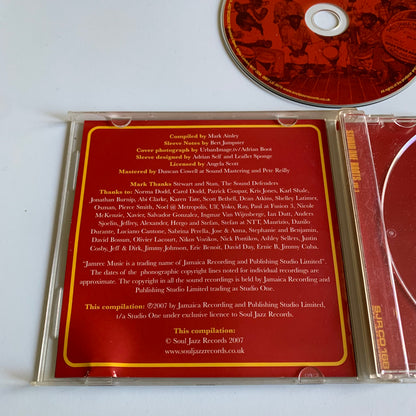 Compiled by Mark Ainley
Sleeve Notes by Bert Jampster
Cover photograph by Urbanimage.tv/Adrian Boot
Sleeve designed by Adrian Self and Leaflet Sponge
Licenced by Angela Scott
Mastered by Duncan Cowell at Sound Mastering and Pete Reilly
Mark Thanks Stewart and Stan, The Sound Defenders
Thanks to: Norma Dodd, Carol Dodd, Patrick Coupar, Kris Jones, Karl Shale,
Jonathan Burnip, Abi Clarke, Karen Tate, Scott Bethell, Dean Atkins, Shelley Latimer,
Osman, Pierce Smith, Noel @ Metropolis, Ulf, Yoko, Ray, Paul at Fusion 5, Nicole
McKenzie, Xavier, Salvador Gonzalez, Ingmar Van Wijnsberge, Ian Dutt, Anders
Sjoelin, Jeffrey, Alexander, Hergo and Stefan, Stefan at NTT, Maurizio, Danilo
Durante, Luciano Cantone, Sabrina Perella, Jose & Anna, Stephanie and Benjamin,
David Bossun, Olivier Lacourt, Nikos Vozikos, Nick Pontikos, Ashley Sellers, Justin
Cosby, Jeff & Dirk, Jimmy Johnson, Eric Benoit, David Day, Ernie B, Jimmy Cuba.
"Jamrec Music is a trading name of Jamaica Recording and Publishing Studio Limited".
The dates of the phonographic copyright lines noted for individual recordings are
approximate. The copyright in all the sound recordings is held by Jamaica Recording and
Publishing Studio Limited trading as Studio One.
This compilation: ℗2007 by Jamaica Recording and Publishing Studio Limited,
t/a Studio One under exclusive licence to Soul Jazz Records.
This compilation:
© Soul Jazz Records 2007
www.souljazzrecords.co.uk